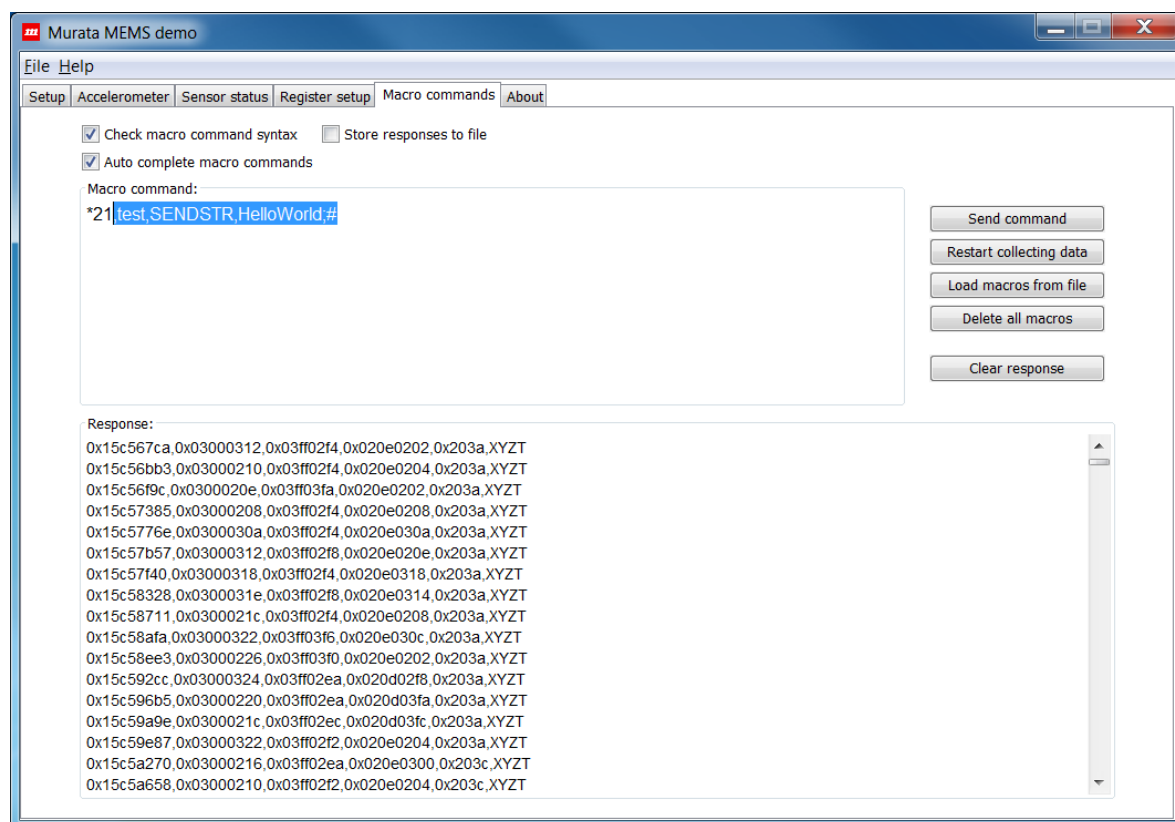 Murata MEMS demo
File Help
Setup Accelerometer Sensor status Register setup Macro commands About
Check macro command syntax Store responses to file
Auto complete macro commands
Macro command:
*21,test,SENDSTR,HelloWorld;#
Send command
Restart collecting data
Load macros from file
Delete all macros
Clear response
Response:
0x15c567ca,0x03000312,0x03ff02f4,0x020e0202,0x203a,XYZT
0x15c56bb3,0x03000210,0x03ff02f4,0x020e0204,0x203a,XYZT
0x15c56f9c,0x0300020e,0x03ff03fa,0x020e0202,0x203a,XYZT
0x15c57385,0x03000208,0x03ff02f4,0x020e0208,0x203a,XYZT
0x15c5776e,0x0300030a,0x03ff02f4,0x020e030a,0x203a,XYZT
0x15c57b57,0x03000312,0x03ff02f8,0x020e020e,0x203a,XYZT
0x15c57f40,0x03000318,0x03ff02f4,0x020e0318,0x203a,XYZT
0x15c58328,0x0300031e,0x03ff02f8,0x020e0314,0x203a,XYZT
0x15c58711,0x0300021c,0x03ff02f4,0x020e0208,0x203a,XYZT
0x15c58afa,0x03000322,0x03ff03f6,0x020e030c,0x203a,XYZT
0x15c58ee3,0x03000226,0x03ff03f0,0x020e0202,0x203a,XYZT
0x15c592cc,0x03000324,0x03ff02ea,0x020d02f8,0x203a,XYZT
0x15c596b5,0x03000220,0x03ff02ea,0x020d03fa,0x203a,XYZT
0x15c59a9e,0x0300021c,0x03ff02ec,0x020d03fc,0x203a,XYZT
0x15c59e87,0x03000322,0x03ff02f2,0x020e0204,0x203a,XYZT
0x15c5a270,0x03000216,0x03ff02ea,0x020e0300,0x203c,XYZT
0x15c5a658,0x03000210,0x03ff02f2,0x020e0204,0x203c,XYZT